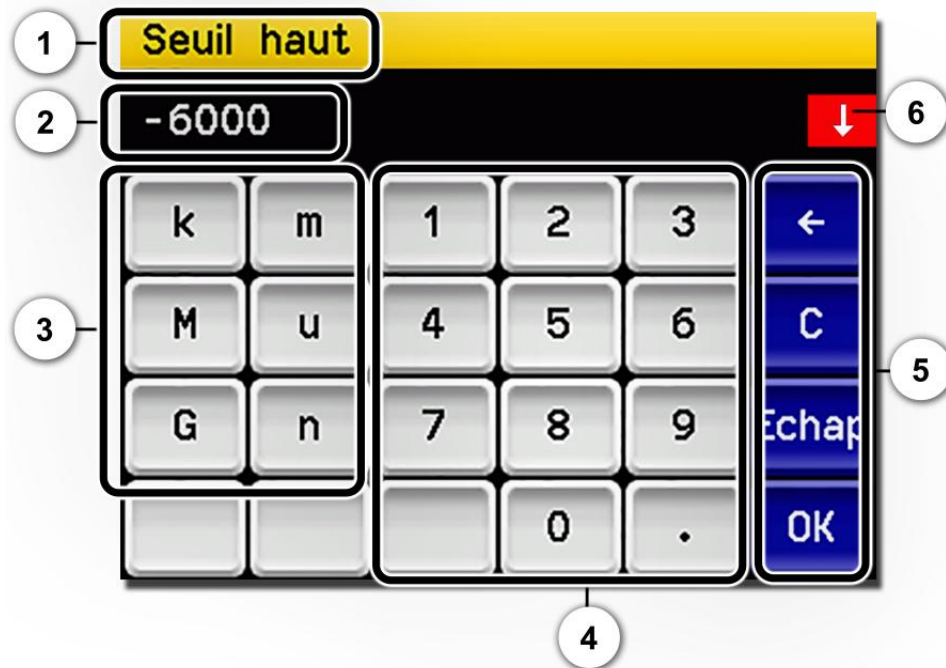 1 Seuil haut
2 -6000 ↓ 6
k m 1 2 3 ←
3 M u 4 5 6 C
5
G n 7 8 9 Echap
0 . OK
4